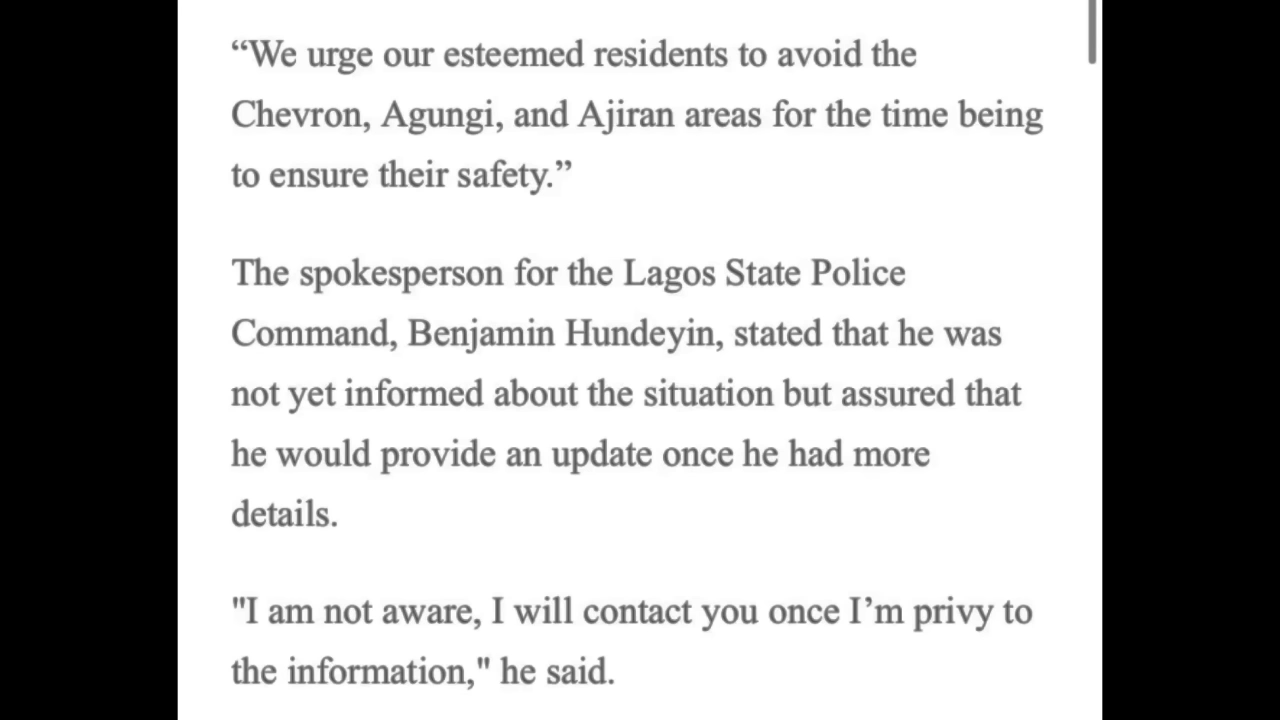 “We urge our esteemed residents to avoid the
Chevron, Agungi, and Ajiran areas for the time being
to ensure their safety.”
The spokesperson for the Lagos State Police
Command, Benjamin Hundeyin, stated that he was
not yet informed about the situation but assured that
he would provide an update once he had more
details.
"I am not aware, I will contact you once I’m privy to
the information," he said.